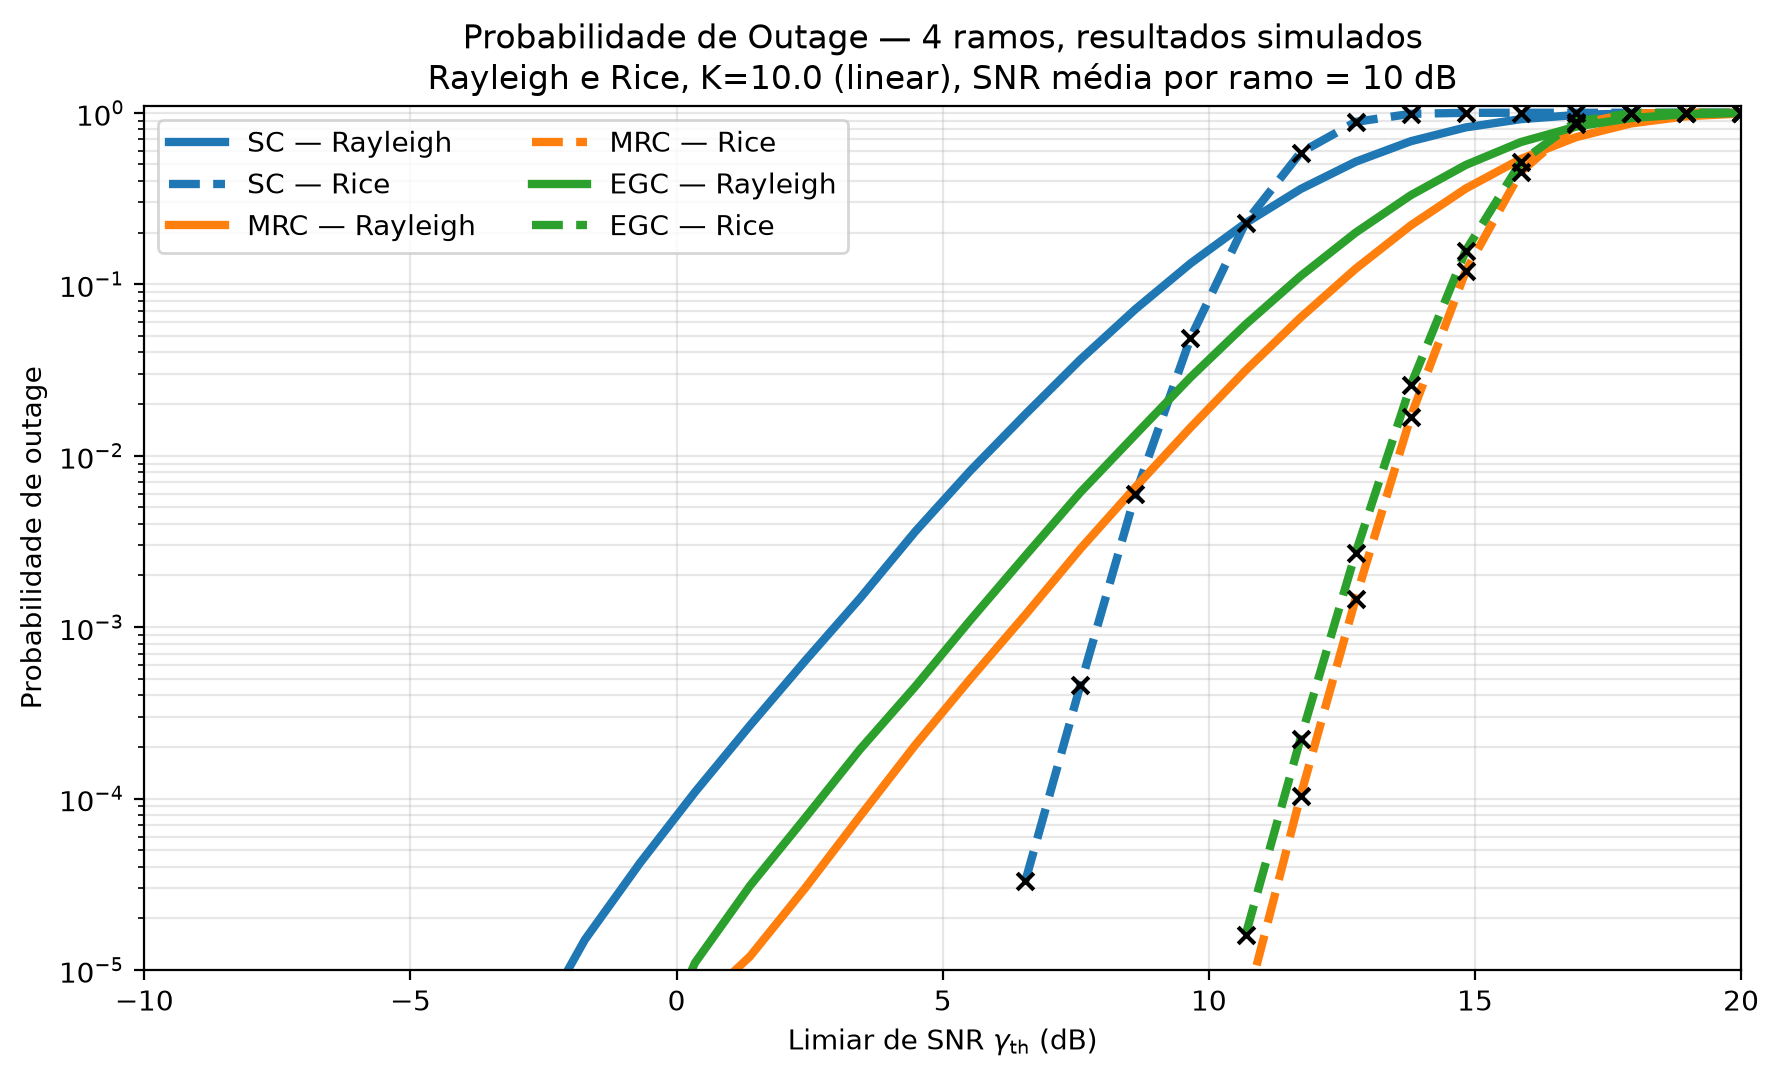 Probabilidade de Outage — 4 ramos, resultados simulados
Rayleigh e Rice, K=10.0 (linear), SNR média por ramo = 10 dB
SC — Rayleigh
SC — Rice
MRC — Rayleigh
MRC — Rice
EGC — Rayleigh
EGC — Rice
Probabilidade de outage
10⁰
10⁻¹
10⁻²
10⁻³
10⁻⁴
10⁻⁵
−10
−5
0
5
10
15
20
Limiar de SNR γth (dB)